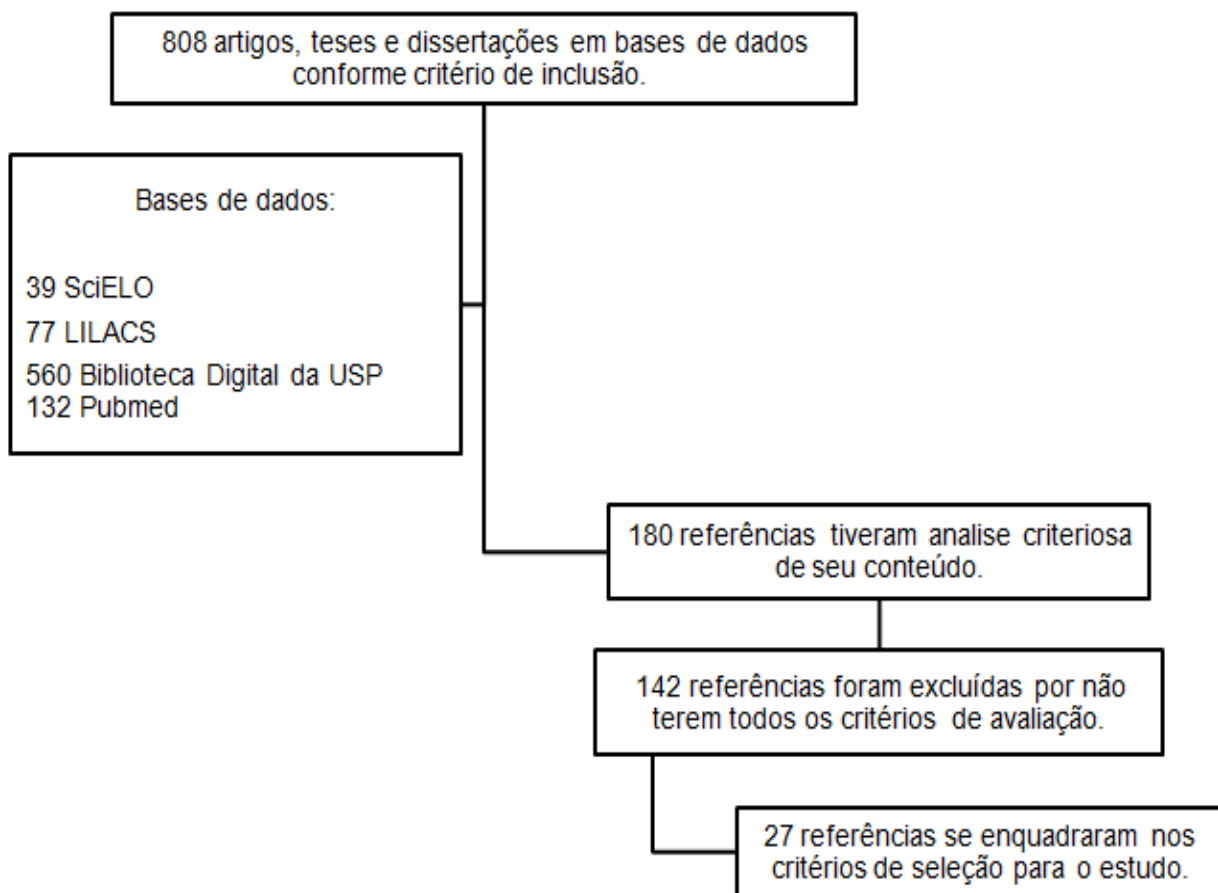 808 artigos, teses e dissertações em bases de dados
conforme critério de inclusão.
Bases de dados:
39 SciELO
77 LILACS
560 Biblioteca Digital da USP
132 Pubmed
180 referências tiveram analise criteriosa
de seu conteúdo.
142 referências foram excluídas por não
terem todos os critérios de avaliação.
27 referências se enquadraram nos
critérios de seleção para o estudo.